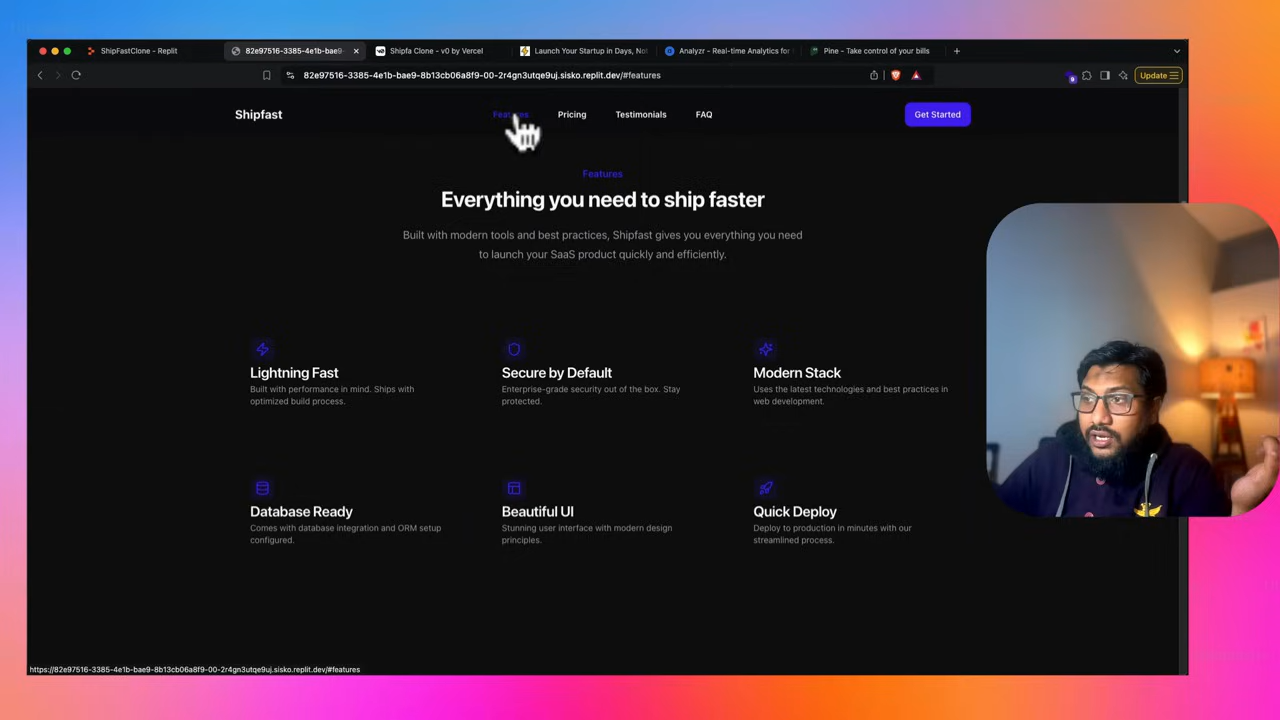 ShipFastClone - Replit
82e97516-3385-4e1b-bae9-
Shipfa Clone - v0 by Vercel
Launch Your Startup in Days, No
Analyzr - Real-time Analytics for
Pine - Take control of your bills
82e97516-3385-4e1b-bae9-8b13cb06a8f9-00-2r4gn3utqe9uj.sisko.replit.dev/#features
9
Update
Shipfast
Features
Pricing
Testimonials
FAQ
Get Started
Features
Everything you need to ship faster
Built with modern tools and best practices, Shipfast gives you everything you need
to launch your SaaS product quickly and efficiently.
Lightning Fast
Built with performance in mind. Ships with
optimized build process.
Secure by Default
Enterprise-grade security out of the box. Stay
protected.
Modern Stack
Uses the latest technologies and best practices in
web development.
Database Ready
Comes with database integration and ORM setup
configured.
Beautiful UI
Stunning user interface with modern design
principles.
Quick Deploy
Deploy to production in minutes with our
streamlined process.
https://82e97516-3385-4e1b-bae9-8b13cb06a8f9-00-2r4gn3utqe9uj.sisko.replit.dev/#features